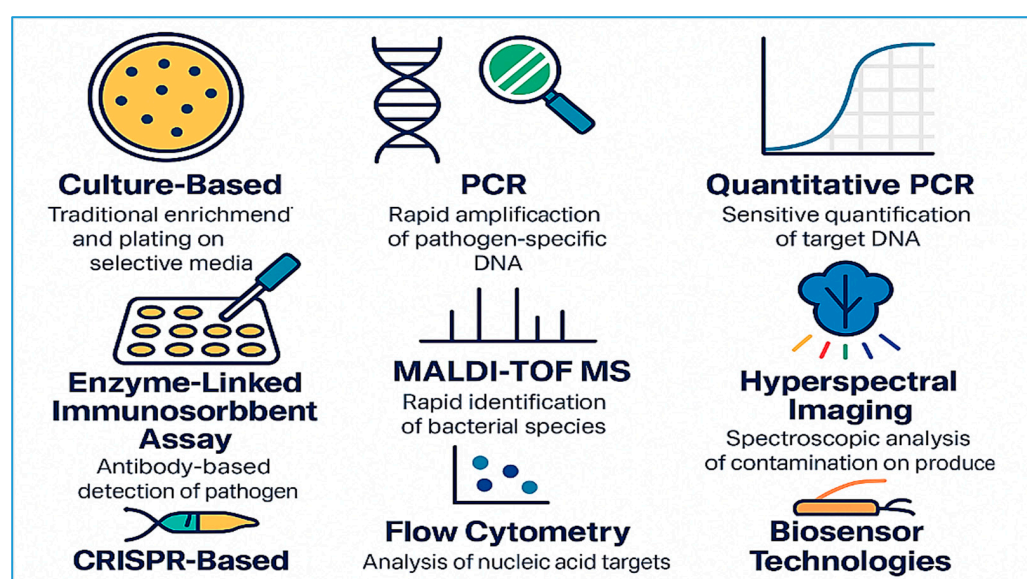 Culture-Based
Traditional enrichmend
and plating on
selective media
PCR
Rapid amplificaction
of pathogen-specific
DNA
Quantitative PCR
Sensitive quantification
of target DNA
Enzyme-Linked
Immunosorbbent
Assay
Antibody-based
detection of pathogen
MALDI-TOF MS
Rapid identification
of bacterial species
Hyperspectral
Imaging
Spectroscopic analysis
of contamination on produce
CRISPR-Based
Flow Cytometry
Analysis of nucleic acid targets
Biosensor
Technologies